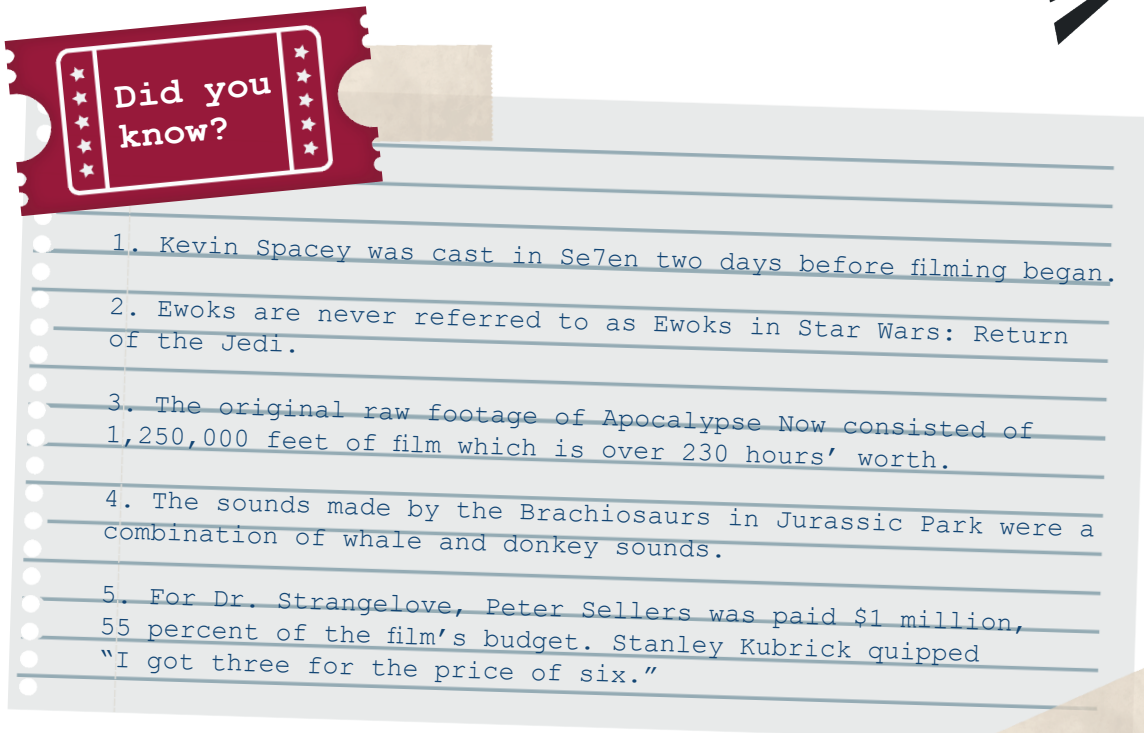 Did you
know?
1. Kevin Spacey was cast in Se7en two days before filming began.
2. Ewoks are never referred to as Ewoks in Star Wars: Return
of the Jedi.
3. The original raw footage of Apocalypse Now consisted of
1,250,000 feet of film which is over 230 hours’ worth.
4. The sounds made by the Brachiosaurs in Jurassic Park were a
combination of whale and donkey sounds.
5. For Dr. Strangelove, Peter Sellers was paid $1 million,
55 percent of the film’s budget. Stanley Kubrick quipped
“I got three for the price of six.”